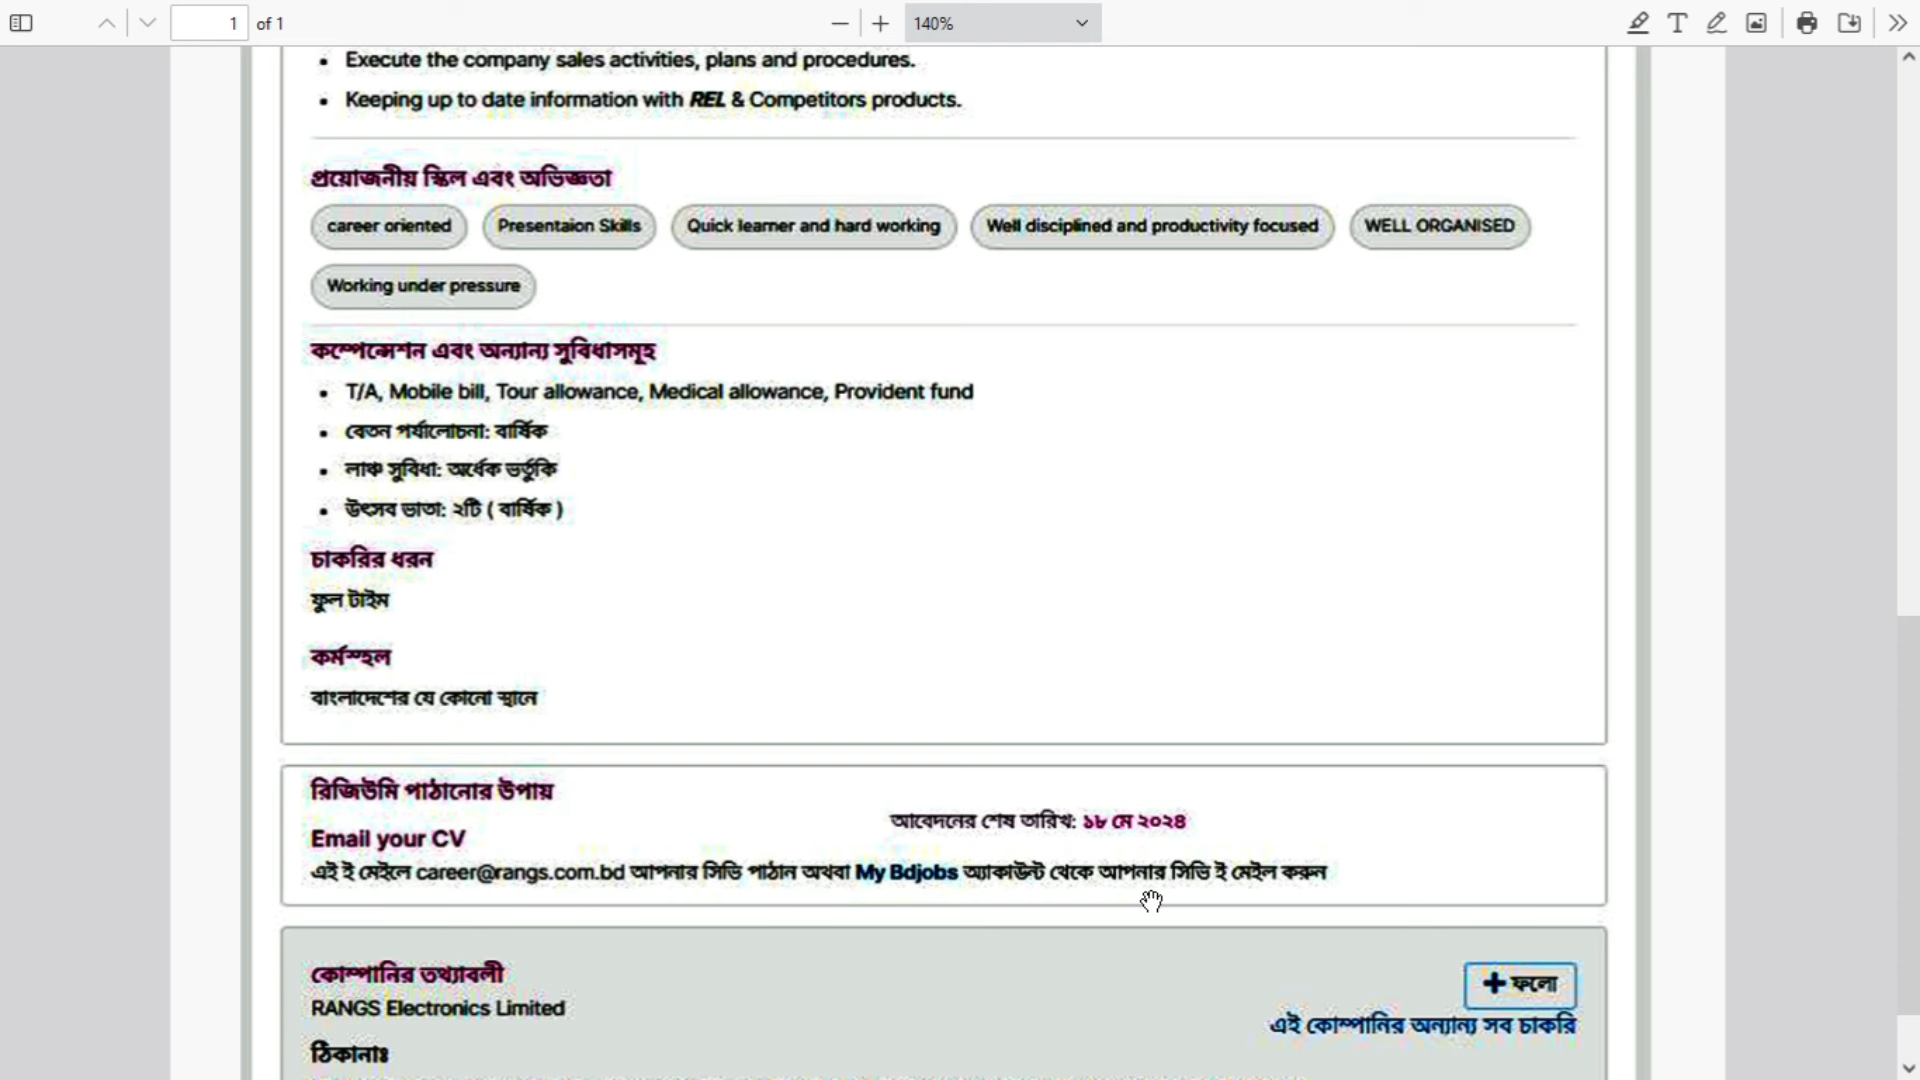 1 of 1 140%
• Execute the company sales activities, plans and procedures.
• Keeping up to date information with REL & Competitors products.
প্রয়োজনীয় স্কিল এবং অভিজ্ঞতা
career oriented Presentaion Skills Quick learner and hard working Well disciplined and productivity focused WELL ORGANISED
Working under pressure
কম্পেন্সেশন এবং অন্যান্য সুবিধাসমূহ
• T/A, Mobile bill, Tour allowance, Medical allowance, Provident fund
• বেতন পর্যালোচনা: বার্ষিক
• লাঞ্চ সুবিধা: অর্ধেক ভর্তুকি
• উৎসব ভাতা: ২টি ( বার্ষিক )
চাকরির ধরন
ফুল টাইম
কর্মস্হল
বাংলাদেশের যে কোনো স্থানে
রিজিউমি পাঠানোর উপায়
আবেদনের শেষ তারিখ: ১৮ মে ২০২৪
Email your CV
এই ই মেইলে career@rangs.com.bd আপনার সিভি পাঠান অথবা My Bdjobs অ্যাকাউন্ট থেকে আপনার সিভি ই মেইল করুন
কোম্পানির তথ্যাবলী
+ ফলো
RANGS Electronics Limited
এই কোম্পানির অন্যান্য সব চাকরি
ঠিকানাঃ